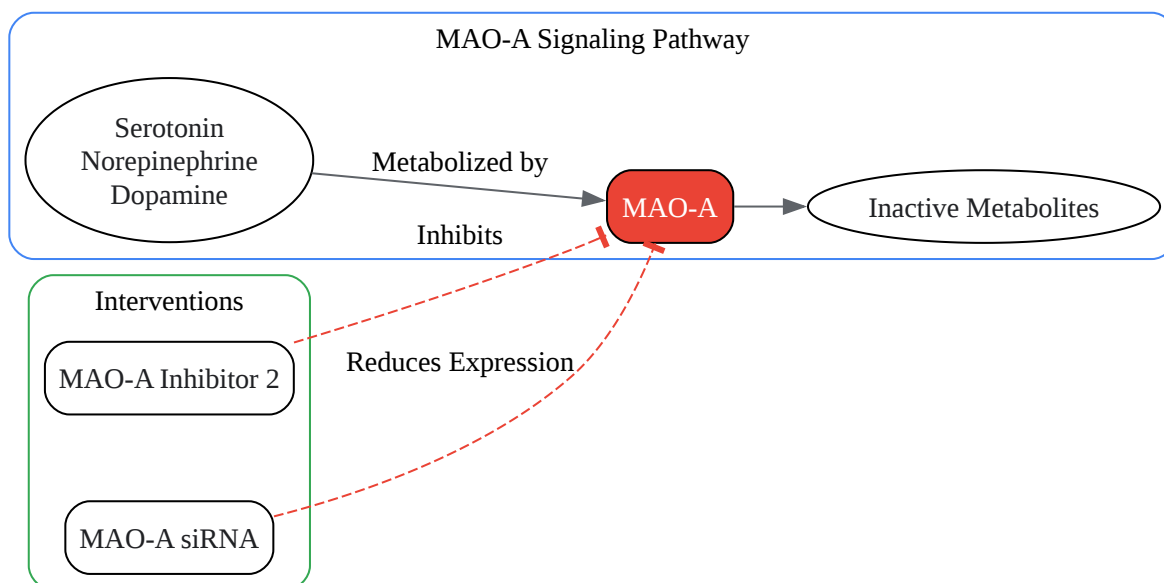 MAO-A Signaling Pathway
Serotonin
Norepinephrine
Dopamine
Metabolized by
MAO-A
Inactive Metabolites
Inhibits
Interventions
MAO-A Inhibitor 2
Reduces Expression
MAO-A siRNA